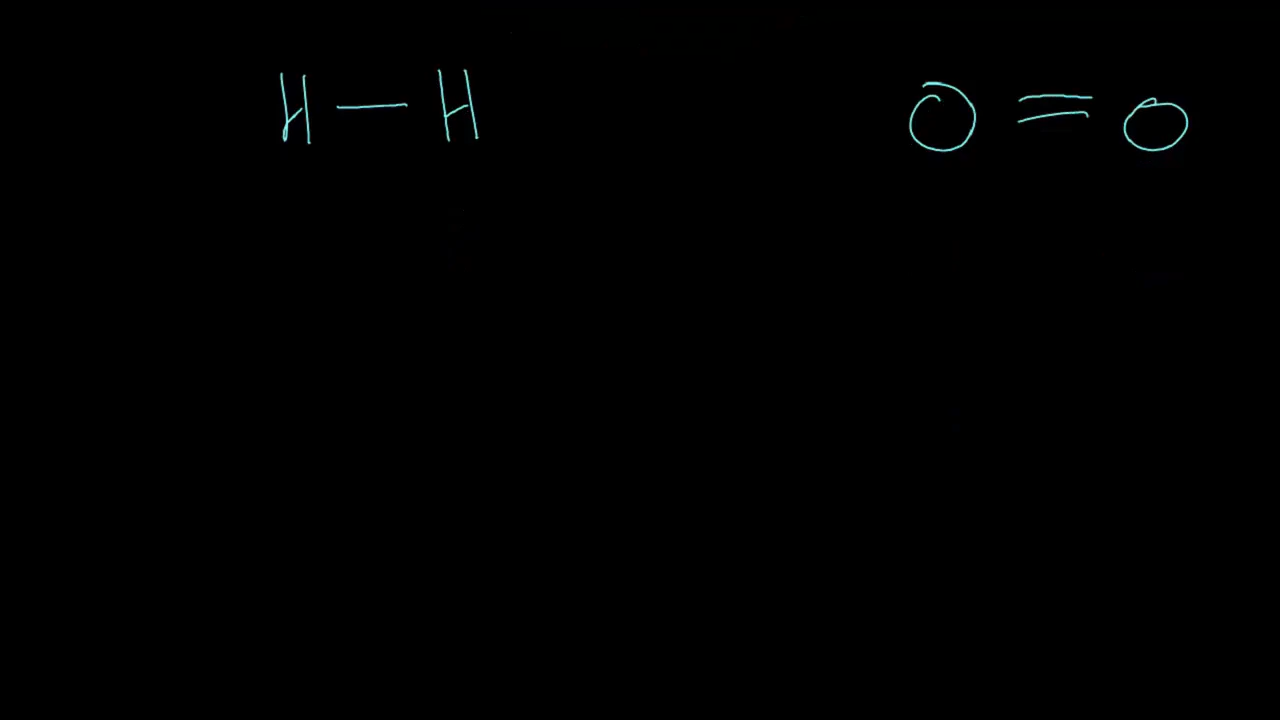 H — H O = O